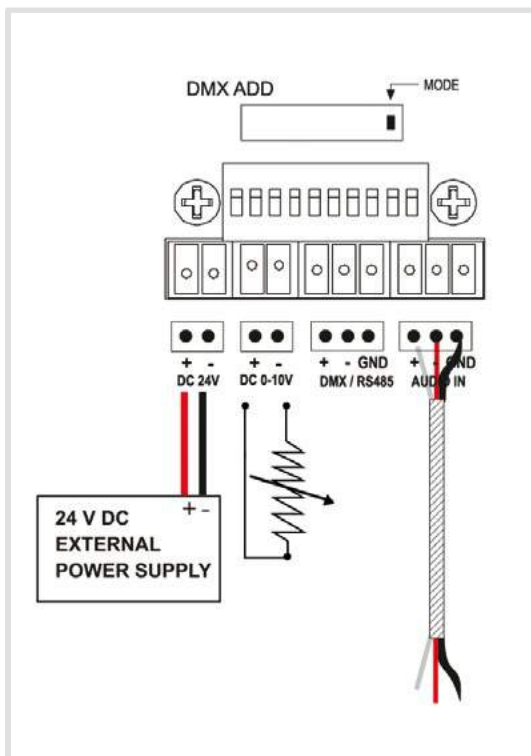 DMX ADD
MODE
+ - + - + - GND + - GND
DC 24V DC 0-10V DMX / RS485 AUDIO IN
+ -
24 V DC
EXTERNAL
POWER SUPPLY